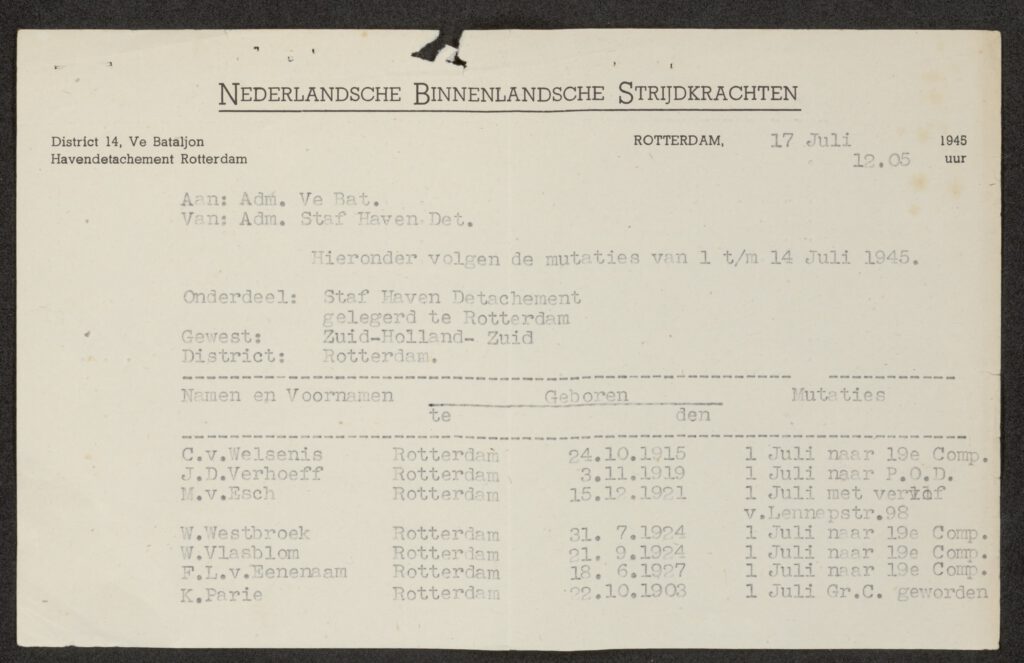 NEDERLANDSCHE BINNENLANDSCHE STRIJDKRACHTEN
District 14, Ve Bataljon ROTTERDAM, 17 Juli 1945
Havendetachement Rotterdam 12.05 uur
Aan: Adm. Ve Bat.
Van: Adm. Staf Haven Det.
Hieronder volgen de mutaties van 1 t/m 14 Juli 1945.
Onderdeel: Staf Haven Detachement
gelegerd te Rotterdam
Gewest: Zuid-Holland- Zuid
District: Rotterdam.
Namen en Voornamen Geboren Mutaties
te den
C.v.Welsenis Rotterdam 24.10.1915 1 Juli naar 19e Comp.
J.D.Verhoeff Rotterdam 3.11.1919 1 Juli naar P.O.D.
M.v.Esch Rotterdam 15.12.1921 1 Juli met verlof
v.Lennepstr.98
W.Westbroek Rotterdam 31. 7.1924 1 Juli naar 19e Comp.
W.Vlasblom Rotterdam 21. 9.1924 1 Juli naar 19e Comp.
F.L.v.Eenenaam Rotterdam 18. 6.1927 1 Juli naar 19e Comp.
K.Parie Rotterdam 22.10.1903 1 Juli Gr.C. geworden